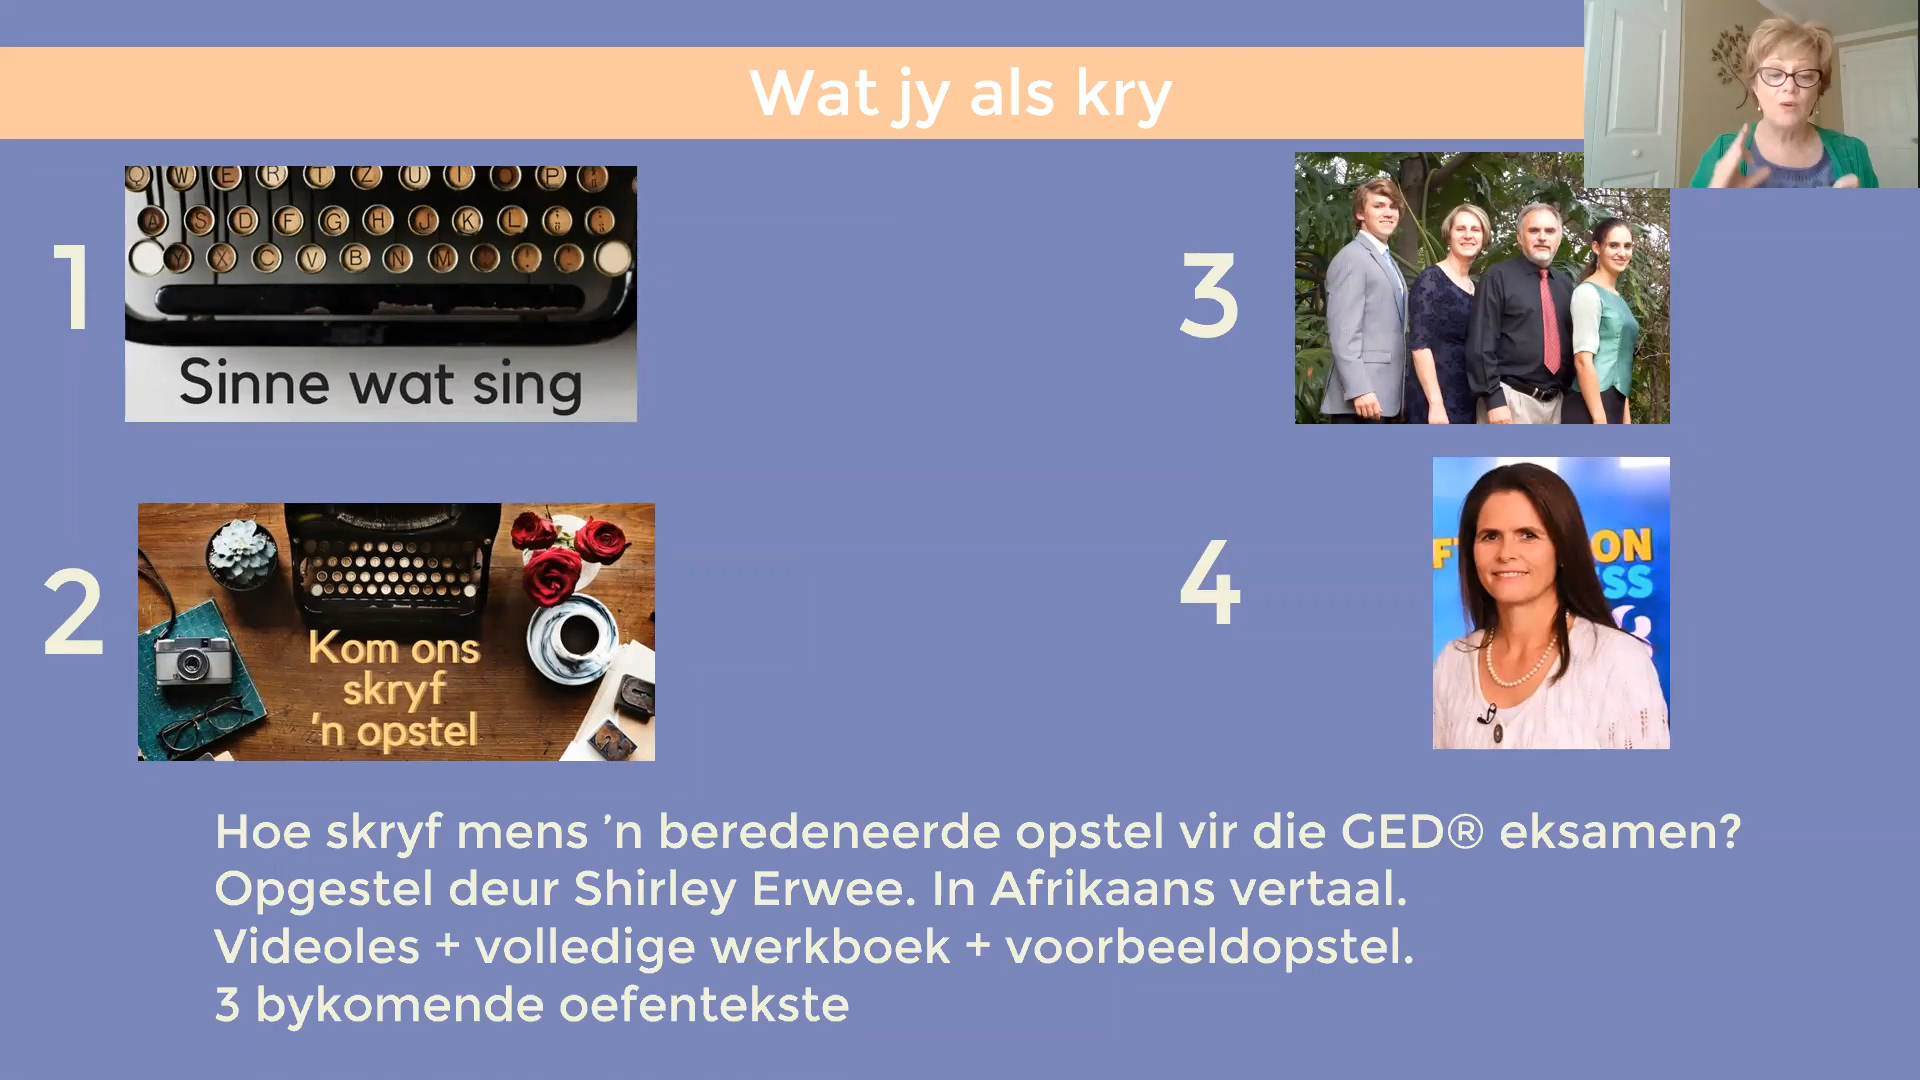 Wat jy als kry
1
Q W E R T Z U I O P
A S D F G H J K L
Y X C V B N M
Sinne wat sing
2
Kom ons
skryf
'n opstel
3
4
ON
SS
Hoe skryf mens 'n beredeneerde opstel vir die GED® eksamen?
Opgestel deur Shirley Erwee. In Afrikaans vertaal.
Videoles + volledige werkboek + voorbeeldopstel.
3 bykomende oefentekste